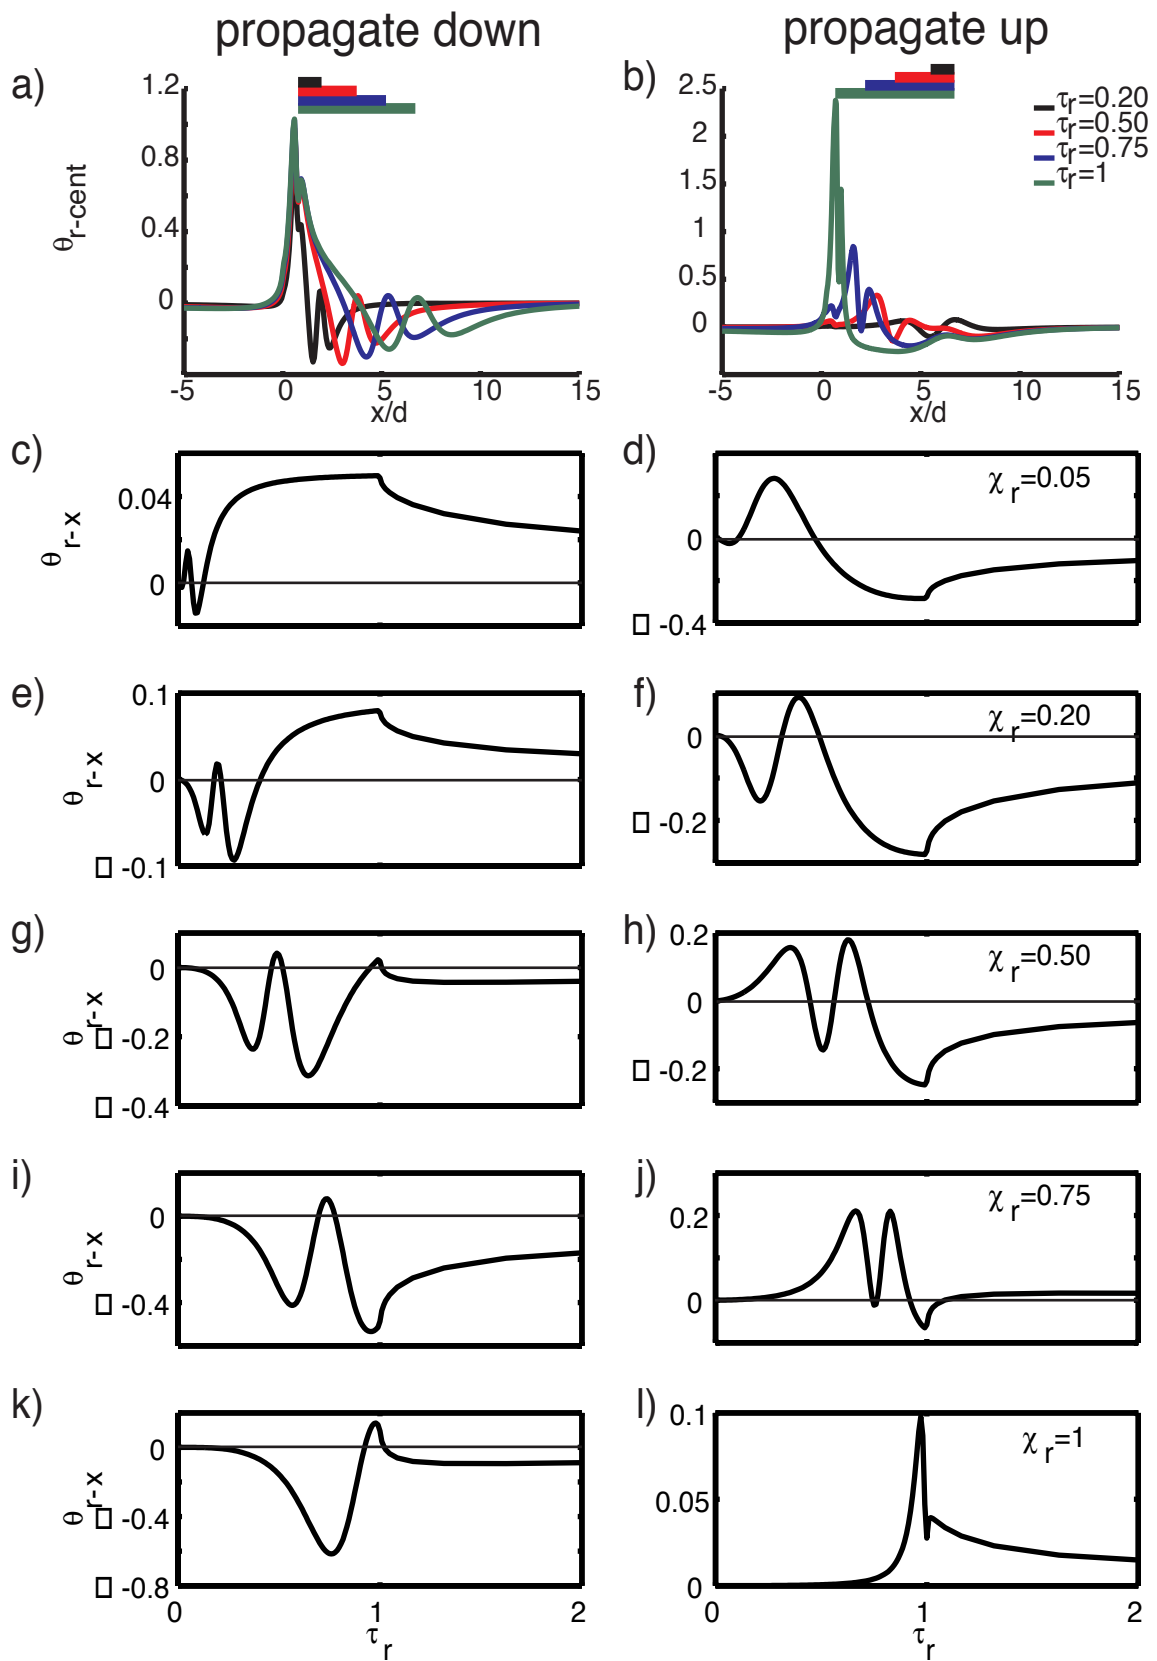 propagate down
propagate up
a)
1.2
0.8
0.4
0
θr-cent
-5
0
5
10
15
x/d
b)
2.5
2
1.5
1
0.5
0
τr=0.20
τr=0.50
τr=0.75
τr=1
-5
0
5
10
15
x/d
c)
0.04
0
θr-x
d)
χr=0.05
0
□ -0.4
e)
0.1
0
□ -0.1
θr-x
f)
χr=0.20
0
□ -0.2
g)
0
□ -0.2
□ -0.4
θr-x
h)
0.2
χr=0.50
0
□ -0.2
i)
0
□ -0.4
θr-x
j)
χr=0.75
0.2
0
k)
0
□ -0.4
□ -0.8
θr-x
0
1
2
τr
l)
0.1
χr=1
0.05
0
0
1
2
τr